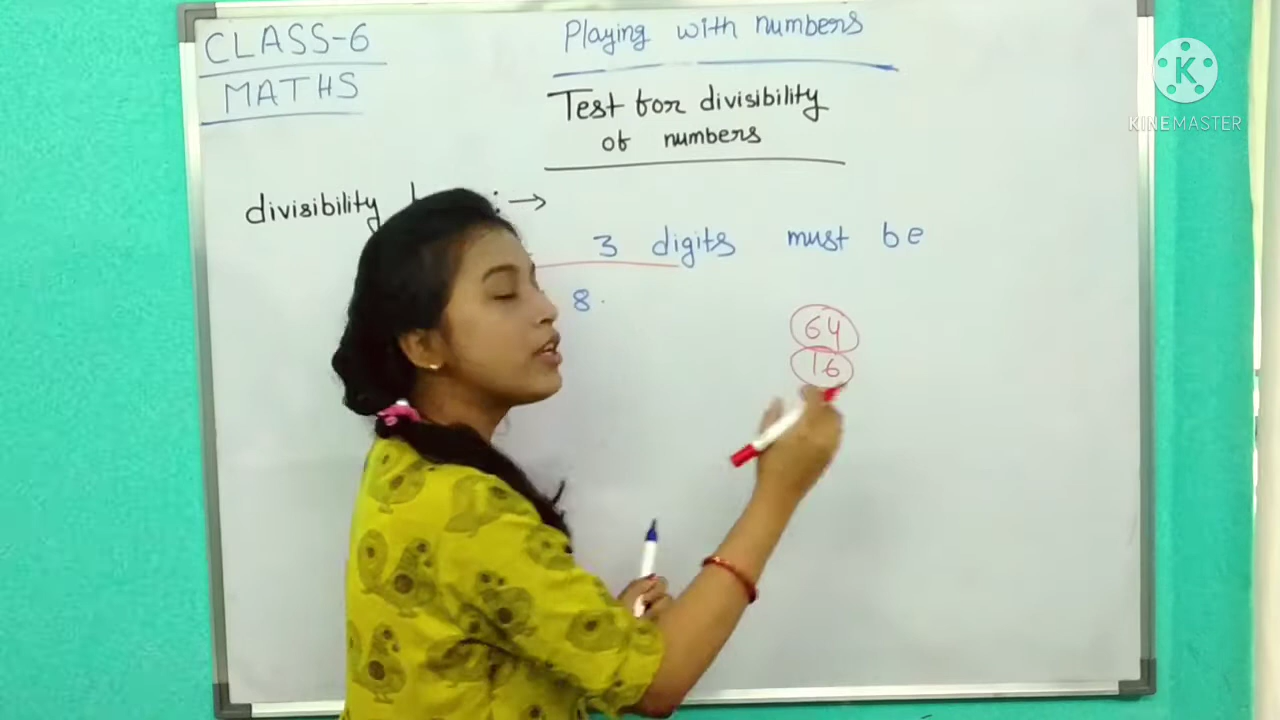 CLASS-6
MATHS
Playing with numbers
Test for divisibility
of numbers
divisibility : →
3 digits must be
8.
64
16
K
KINEMASTER